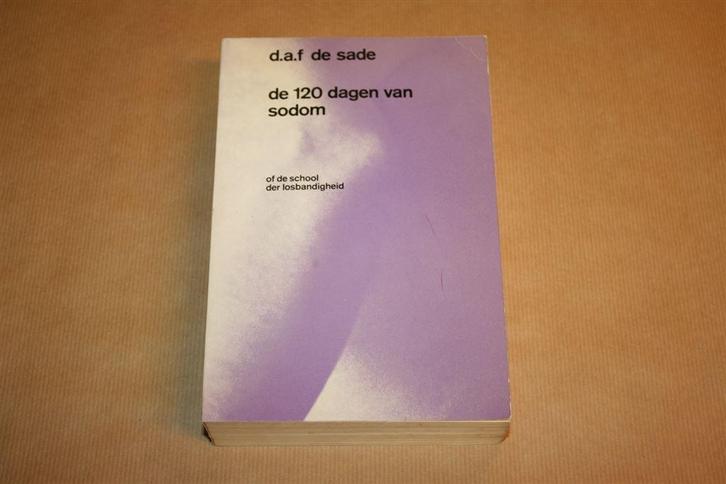 d.a.f de sade
de 120 dagen van
sodom
of de school
der losbandigheid